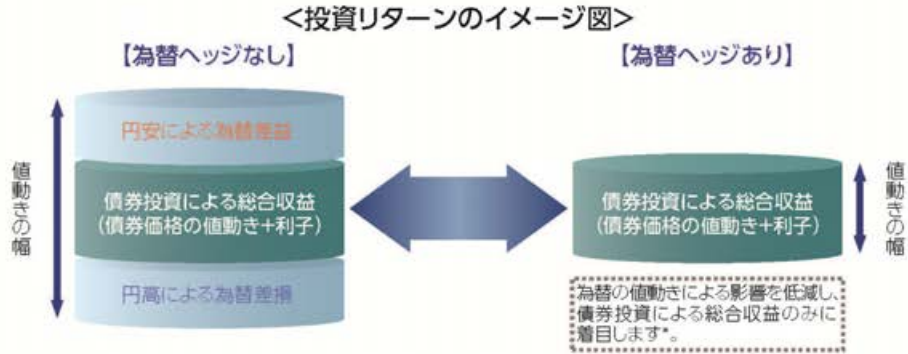 <投資リターンのイメージ図>
【為替ヘッジなし】
【為替ヘッジあり】
円安による為替差益
債券投資による総合収益
(債券価格の値動き+利子)
円高による為替差損
値動きの幅
債券投資による総合収益
(債券価格の値動き+利子)
値動きの幅
為替の値動きによる影響を低減し、
債券投資による総合収益のみに
着目します*。